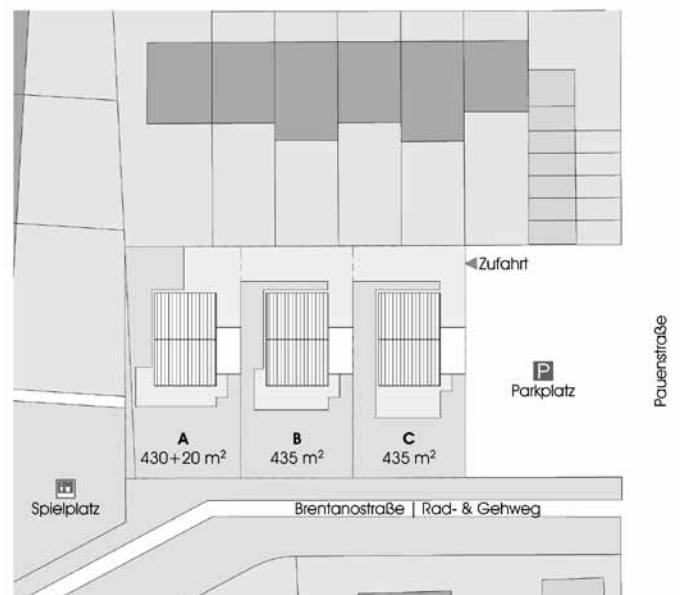 Zufahrt
Pauenstraße
P
Parkplatz
A
430+20 m²
B
435 m²
C
435 m²
Spielplatz
Brentanostraße | Rad- & Gehweg